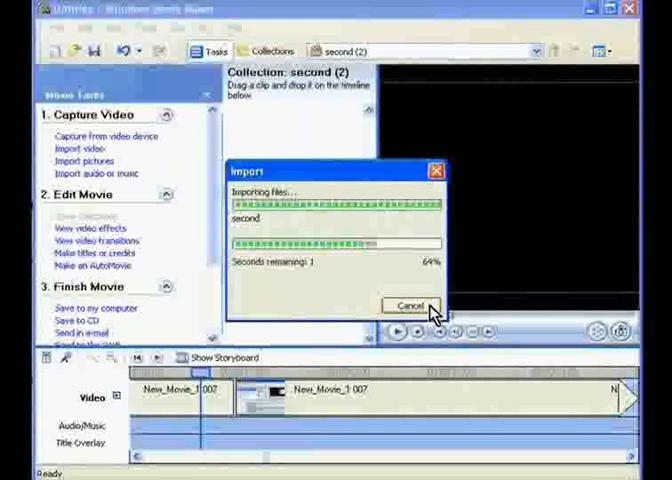 Tasks
Collections
second (2)
Movie Tasks
1. Capture Video
Capture from video device
Import video
Import pictures
Import audio or music
2. Edit Movie
View video effects
View video transitions
Make titles or credits
Make an AutoMovie
3. Finish Movie
Save to my computer
Save to CD
Send in e-mail
Collection: second (2)
Drag a clip and drop it on the timeline
below.
Import
Importing files...
second
Seconds remaining: 1
64%
Cancel
Show Storyboard
Video
New_Movie_1 007
New_Movie_1 007
N
Audio/Music
Title Overlay
Ready